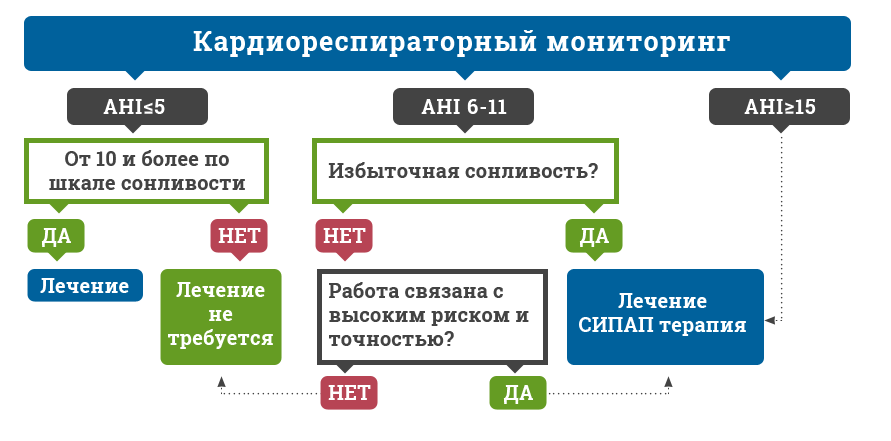 Кардиореспираторный мониторинг
AHI≤5
AHI 6-11
AHI≥15
От 10 и более по
шкале сонливости
Избыточная сонливость?
ДА
НЕТ
НЕТ
ДА
Лечение
Лечение
не
требуется
Работа связана с
высоким риском и
точностью?
Лечение
СИПАП терапия
НЕТ
ДА